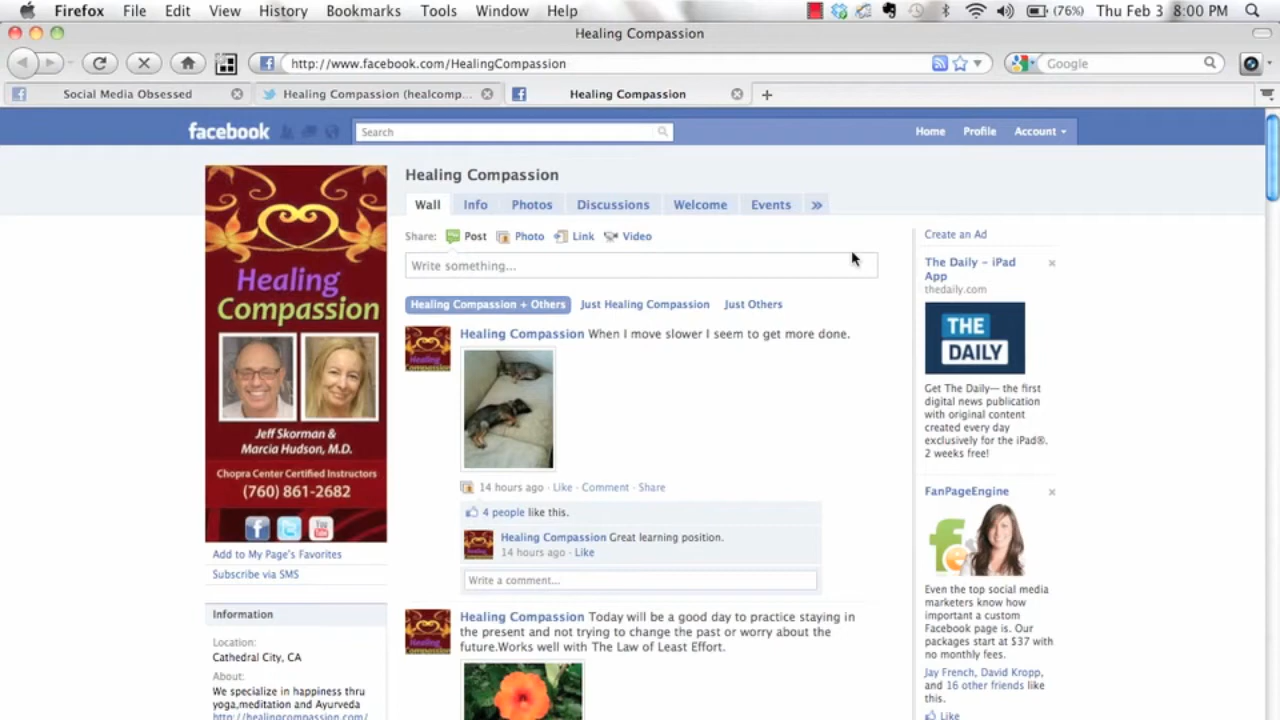 Firefox File Edit View History Bookmarks Tools Window Help (76%) Thu Feb 3 8:00 PM
Healing Compassion
http://www.facebook.com/HealingCompassion
Google
Social Media Obsessed
Healing Compassion (healcomp...
Healing Compassion
facebook
Search
Home Profile Account
Healing
Compassion
Jeff Skorman &
Marcia Hudson, M.D.
Chopra Center Certified Instructors
(760) 861-2682
f
You
Tube
Add to My Page's Favorites
Subscribe via SMS
Information
Location:
Cathedral City, CA
About:
We specialize in happiness thru
yoga,meditation and Ayurveda
http://healingcompassion.com/
Healing Compassion
Wall Info Photos Discussions Welcome Events »
Share: Post Photo Link Video
Write something...
Healing Compassion + Others Just Healing Compassion Just Others
Healing Compassion When I move slower I seem to get more done.
14 hours ago · Like · Comment · Share
4 people like this.
Healing Compassion Great learning position.
14 hours ago · Like
Write a comment...
Healing Compassion Today will be a good day to practice staying in
the present and not trying to change the past or worry about the
future.Works well with The Law of Least Effort.
Create an Ad
The Daily - iPad
App
thedaily.com
THE
DAILY
Get The Daily— the first
digital news publication
with original content
created every day
exclusively for the iPad®.
2 weeks free!
FanPageEngine
f
e
Even the top social media
marketers know how
important a custom
Facebook page is. Our
packages start at $37 with
no monthly fees.
Jay French, David Kropp,
and 16 other friends like
this.
Like